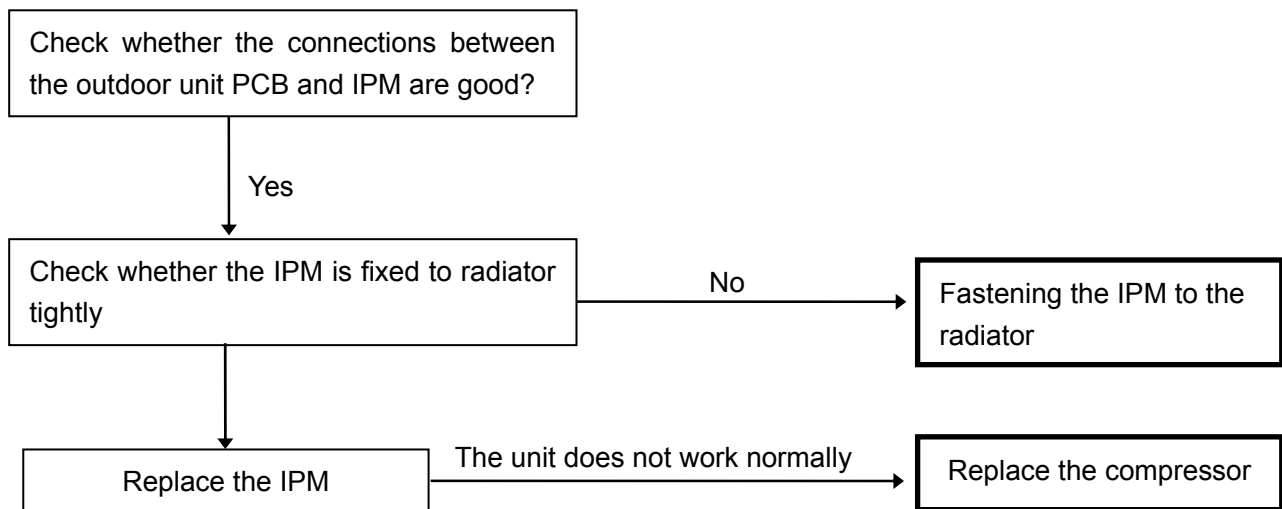 Check whether the connections between
the outdoor unit PCB and IPM are good?
Yes
Check whether the IPM is fixed to radiator
tightly
No
Fastening the IPM to the
radiator
Replace the IPM
The unit does not work normally
Replace the compressor